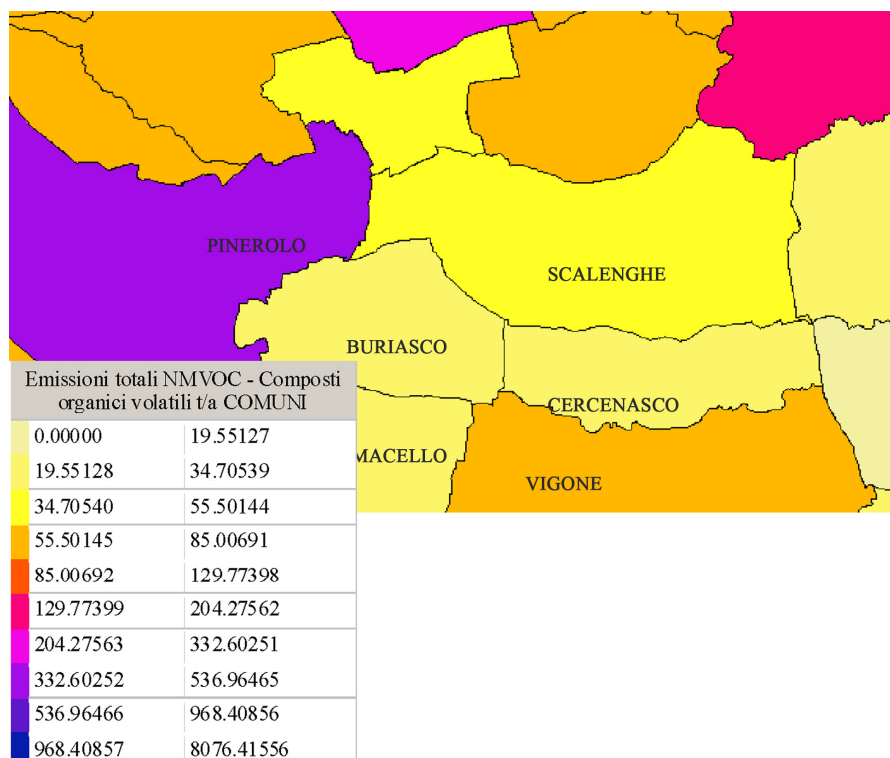 PINEROLO
SCALENGHE
BURIASCO
CERCENASCO
MACELLO
VIGONE
Emissioni totali NMVOC - Composti
organici volatili t/a COMUNI
0.00000 19.55127
19.55128 34.70539
34.70540 55.50144
55.50145 85.00691
85.00692 129.77398
129.77399 204.27562
204.27563 332.60251
332.60252 536.96465
536.96466 968.40856
968.40857 8076.41556